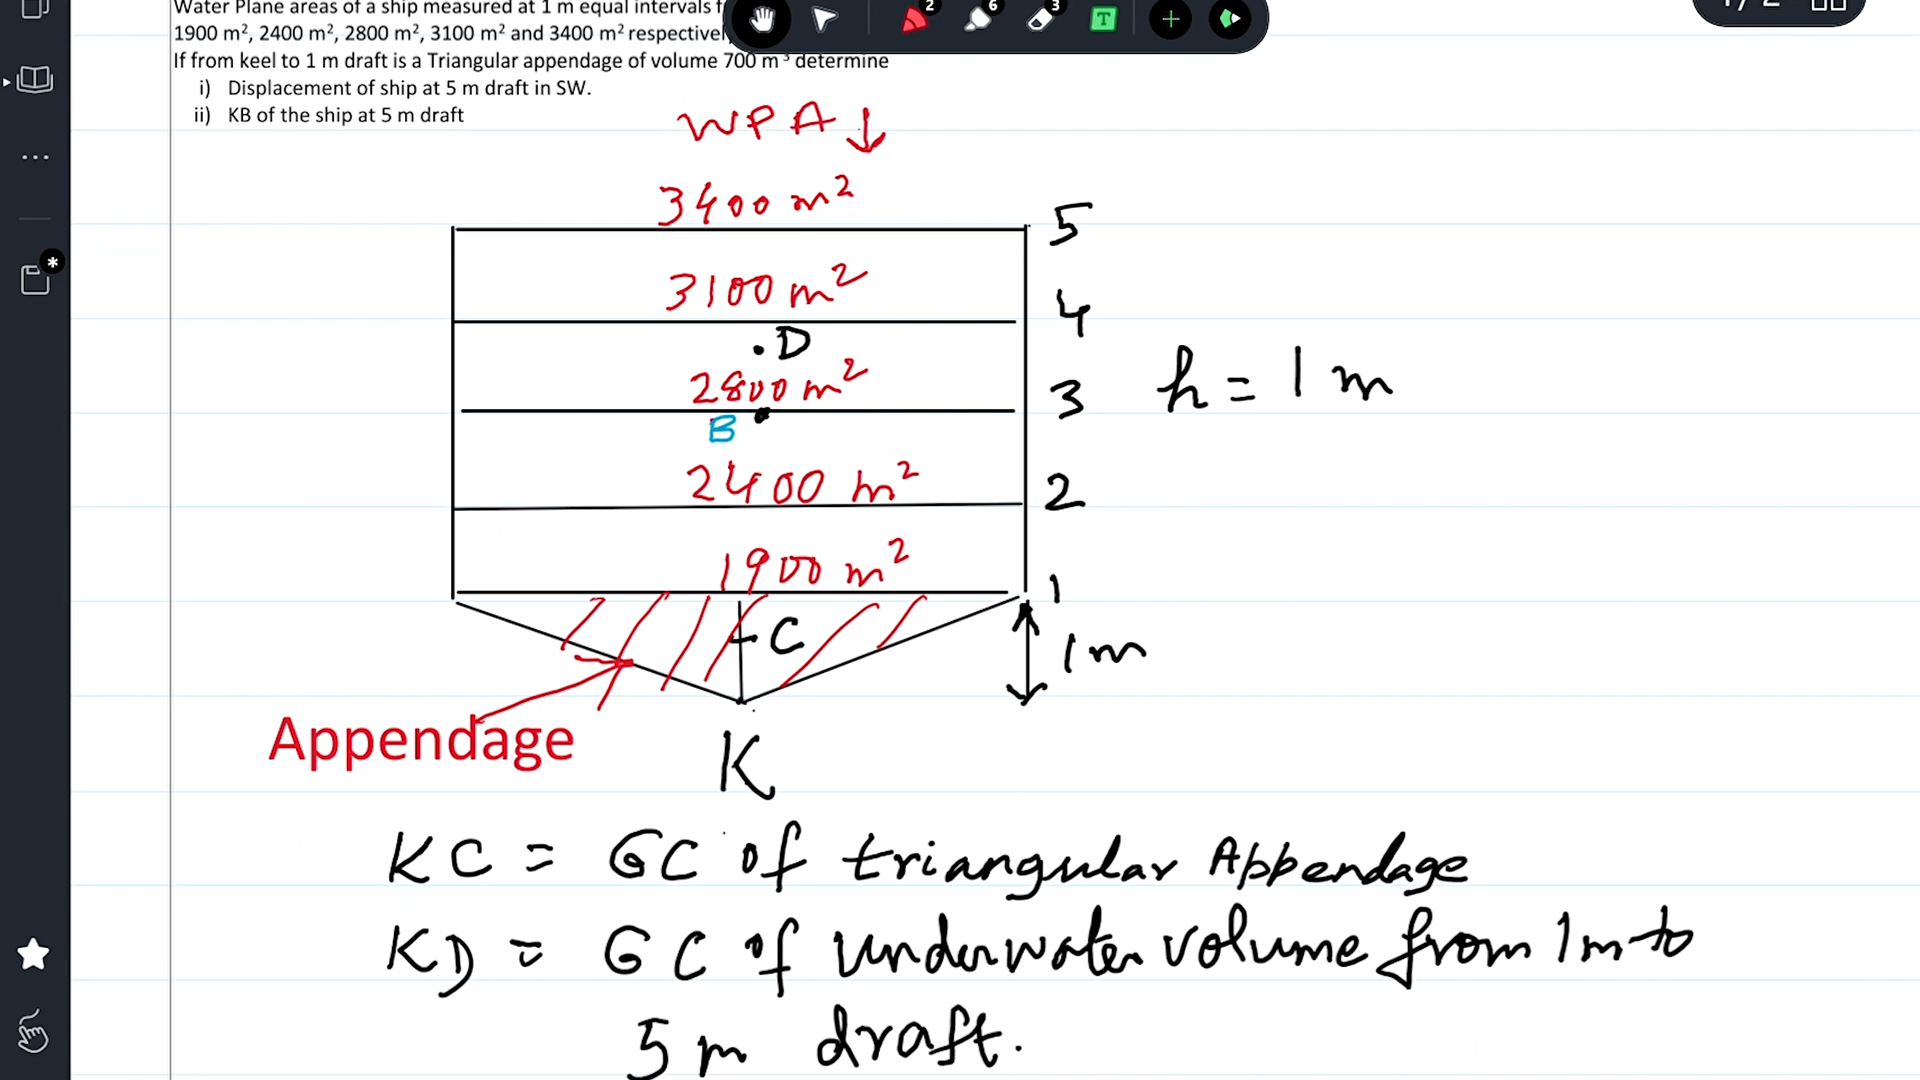 Water Plane areas of a ship measured at 1 m equal intervals
1900 m², 2400 m², 2800 m², 3100 m² and 3400 m² respectivel
If from keel to 1 m draft is a Triangular appendage of volume 700 m³ determine
i) Displacement of ship at 5 m draft in SW.
ii) KB of the ship at 5 m draft
2 6 3
T
WPA ↓
3400 m²
5
3100 m²
4
.D
2800 m²
3
h = 1 m
B
2400 m²
2
1900 m²
1
C
1m
Appendage
K
KC = GC of triangular Appendage
KD = GC of underwater volume from 1m to
5 m draft.